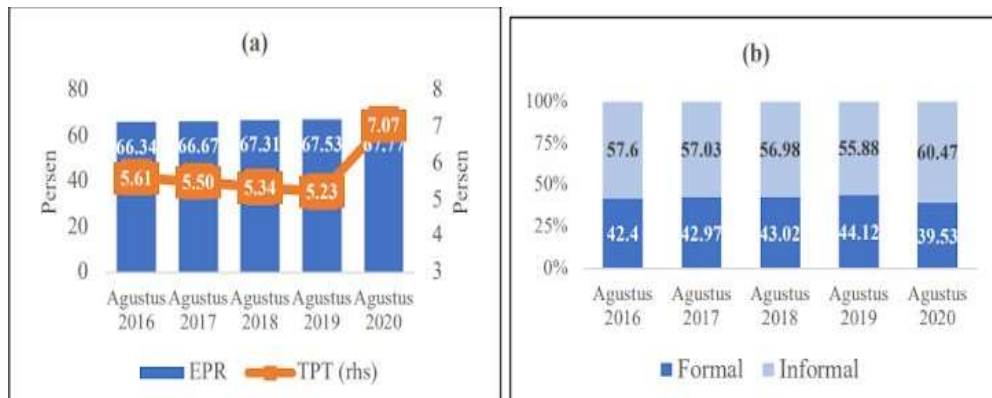 (a)
80
60
40
20
0
Persen
8
7
6
5
4
3
Persen
66.34
66.67
67.31
67.53
67.77
5.61
5.50
5.34
5.23
7.07
Agustus
2016
Agustus
2017
Agustus
2018
Agustus
2019
Agustus
2020
EPR
TPT (rhs)
(b)
100%
75%
50%
25%
0%
57.6
57.03
56.98
55.88
60.47
42.4
42.97
43.02
44.12
39.53
Agustus
2016
Agustus
2017
Agustus
2018
Agustus
2019
Agustus
2020
Formal
Informal